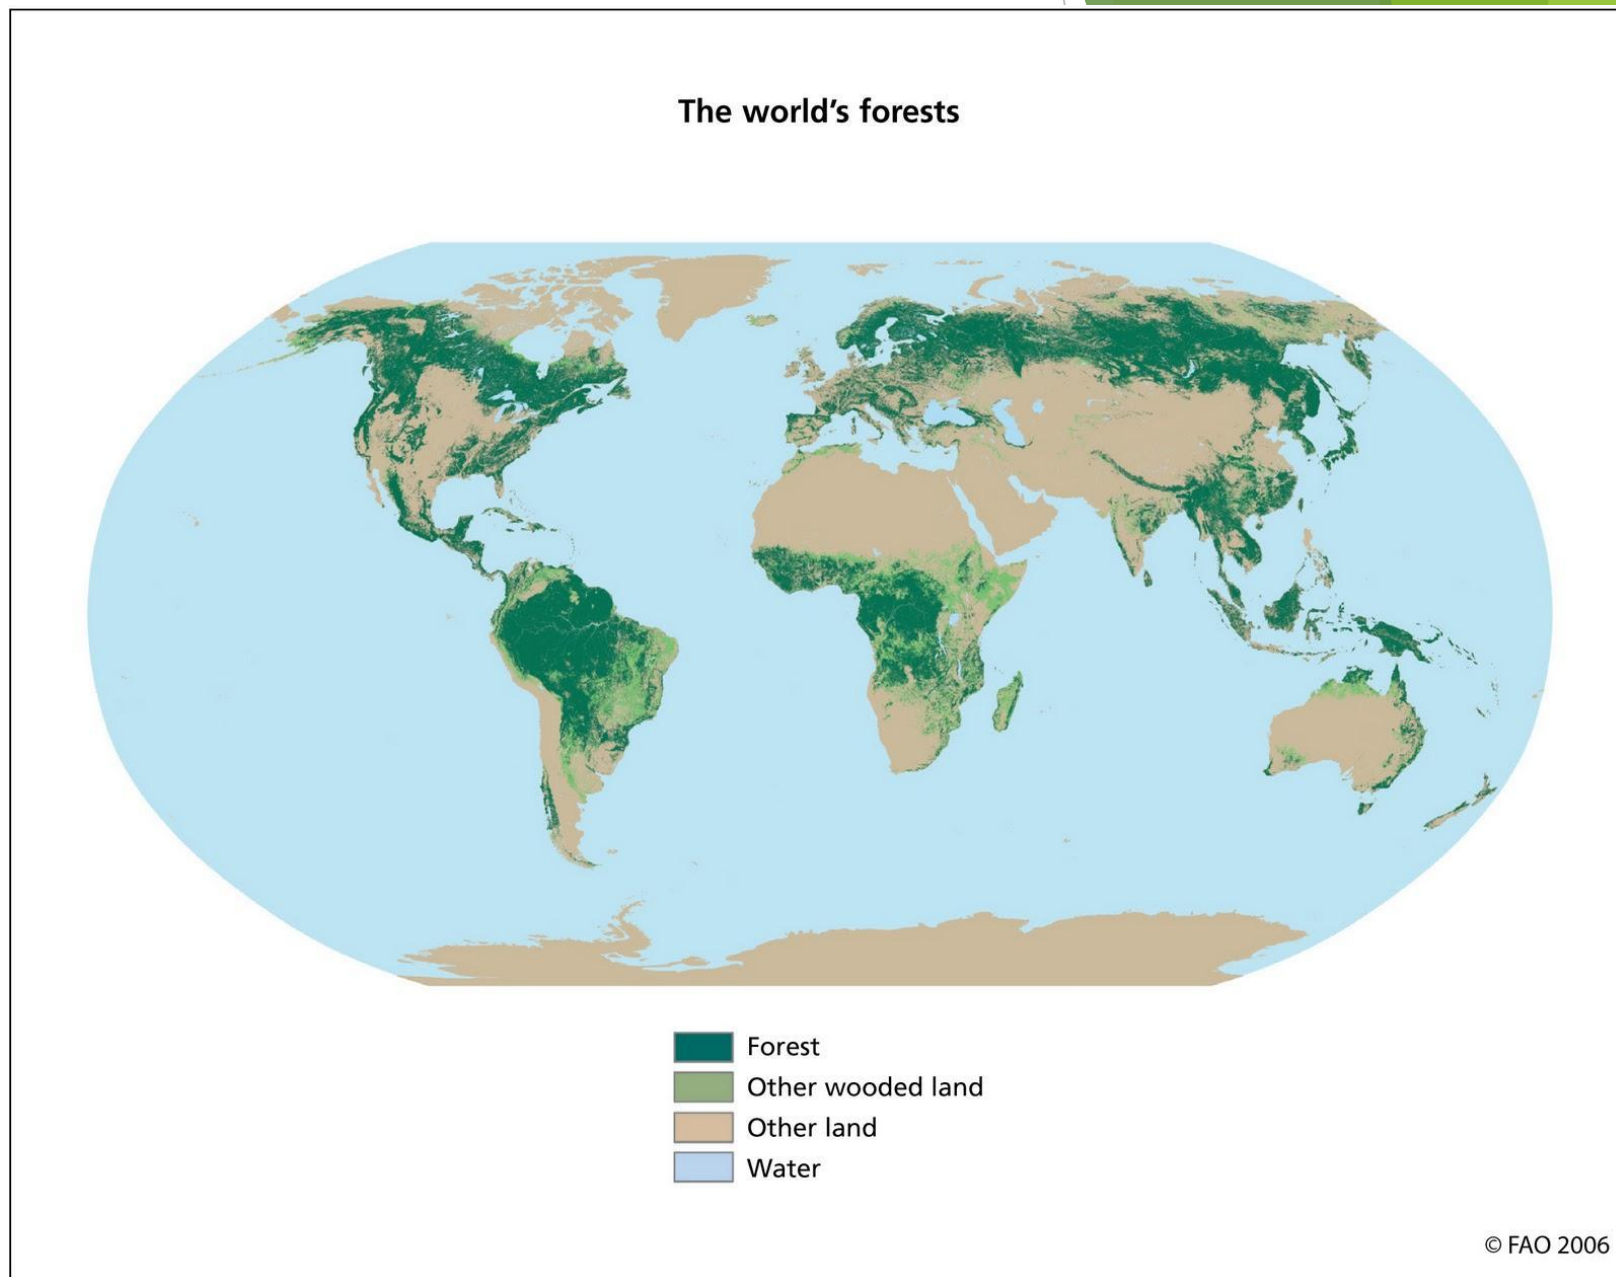 The world's forests
Forest
Other wooded land
Other land
Water
© FAO 2006